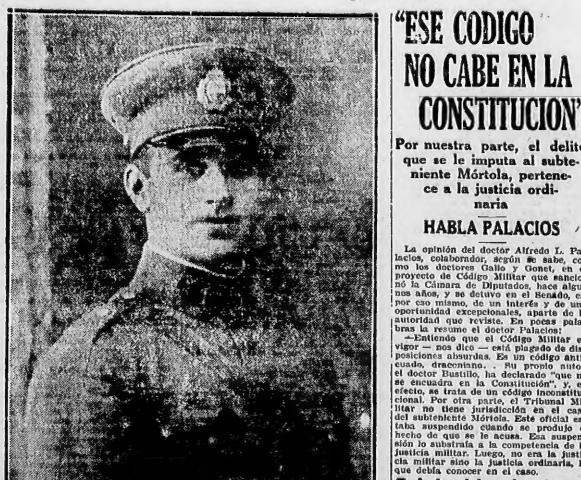 "ESE CODIGO
NO CABE EN LA
CONSTITUCION"
Por nuestra parte, el delito
que se le imputa al subte-
niente Mórtola, pertene-
ce a la justicia ordi-
naria
HABLA PALACIOS
La opinión del doctor Alfredo L. Pa-
lacios, colaborador, según se sabe, co-
mo los doctores Gallo y Gonet, en
proyecto de Código Militar que sancio-
nó la Cámara de Diputados, hace algu-
nos años, y se detuvo en el Senado,
por eso mismo, de un interés y de un
oportunidad excepcionales, aparte de
autoridad que reviste. En pocas pala-
bras la resume el doctor Palacios:
—Entiendo que el Código Militar e
vigor — nos dice — está plagado de dis-
posiciones absurdas. Es un código anti-
cuado, draconiano. . Su propio auto
el doctor Bustillo, ha declarado "que n
se encuadra en la Constitución", y,
efecto, se trata de un código inconstitu-
cional. Por otra parte, el Tribunal Mi-
litar no tiene jurisdicción en el cas
del subteniente Mórtola. Este oficial es-
taba suspendido cuando se produjo
hecho de que se le acusa. Esa suspen-
sión lo substraía a la competencia de
justicia militar. Luego, no era la justi-
cia militar sino la justicia ordinaria,
que debía conocer en el caso.